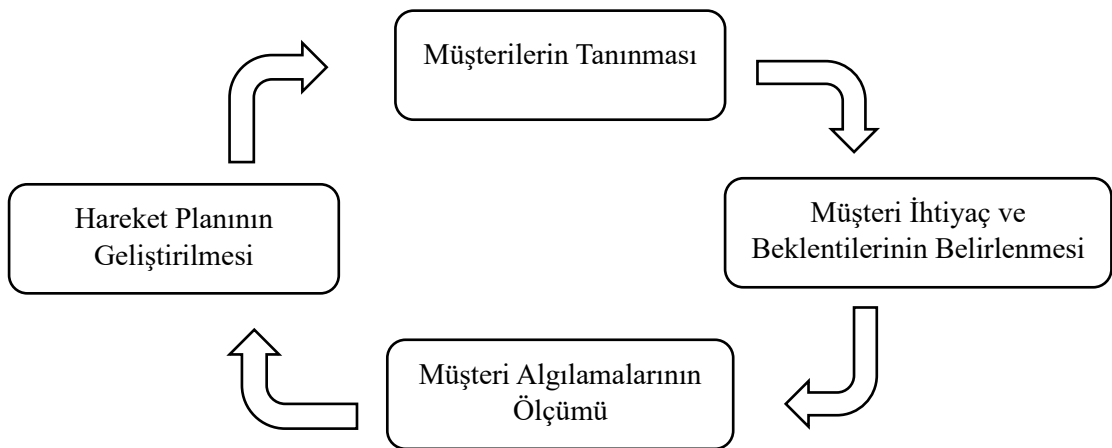 Müşterilerin Tanınması
Müşteri İhtiyaç ve
Beklentilerinin Belirlenmesi
Müşteri Algılamalarının
Ölçümü
Hareket Planının
Geliştirilmesi